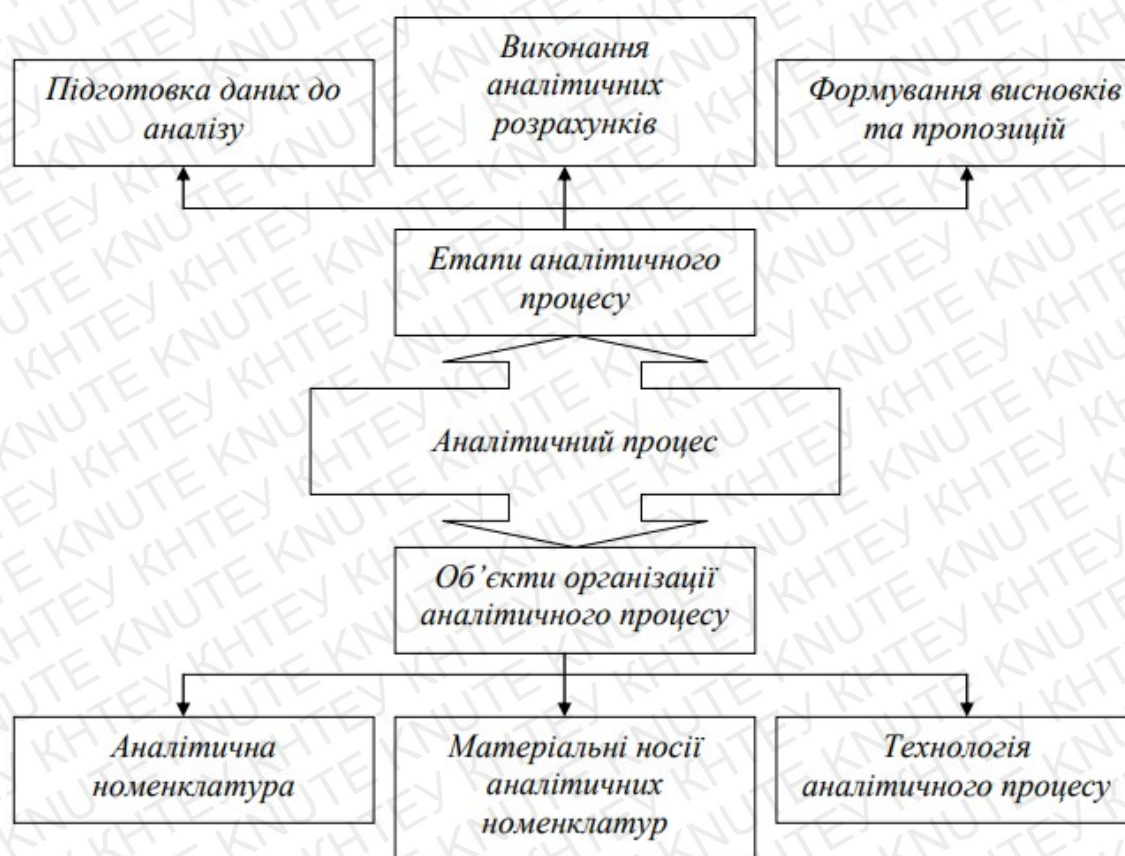 Підготовка даних до
аналізу
Виконання
аналітичних
розрахунків
Формування висновків
та пропозицій
Етапи аналітичного
процесу
Аналітичний процес
Об’єкти організації
аналітичного процесу
Аналітична
номенклатура
Матеріальні носії
аналітичних
номенклатур
Технологія
аналітичного процесу